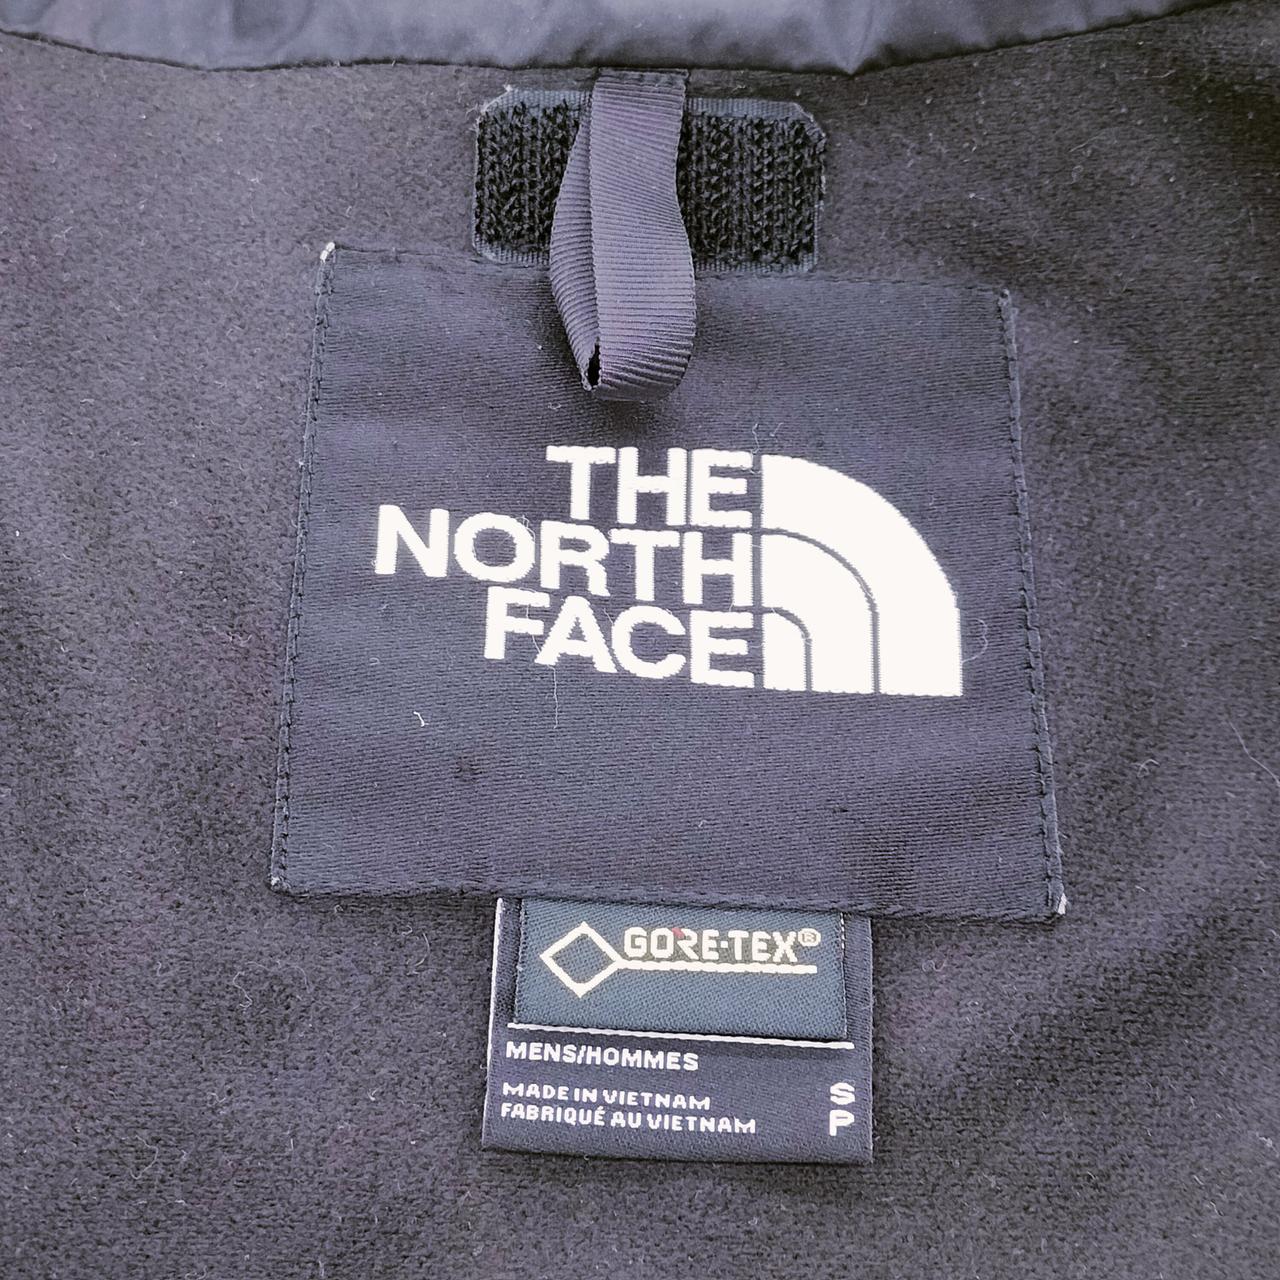 THE
NORTH
FACE
GORE-TEX®
MENS/HOMMES
MADE IN VIETNAM S
FABRIQUÉ AU VIETNAM P